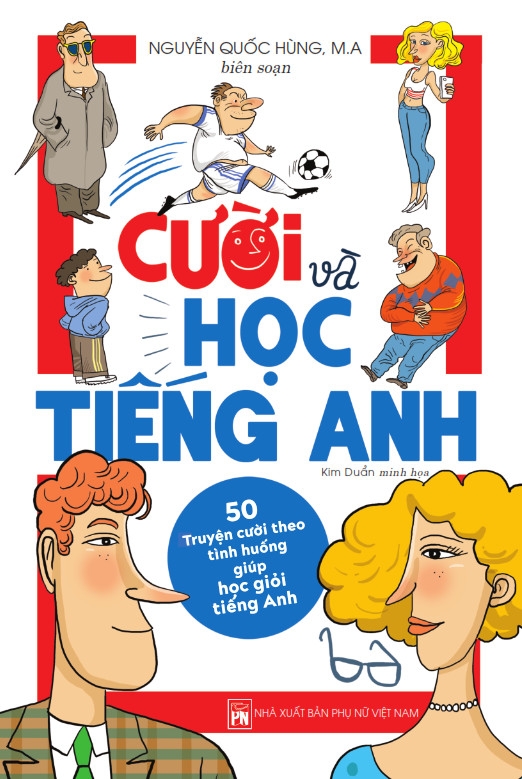 NGUYỄN QUỐC HÙNG, M.A
biên soạn
CƯỜI và
HỌC
TIẾNG ANH
Kim Duẩn minh họa
50
Truyện cười theo
tình huống
giúp
học giỏi
tiếng Anh
PN NHÀ XUẤT BẢN PHỤ NỮ VIỆT NAM